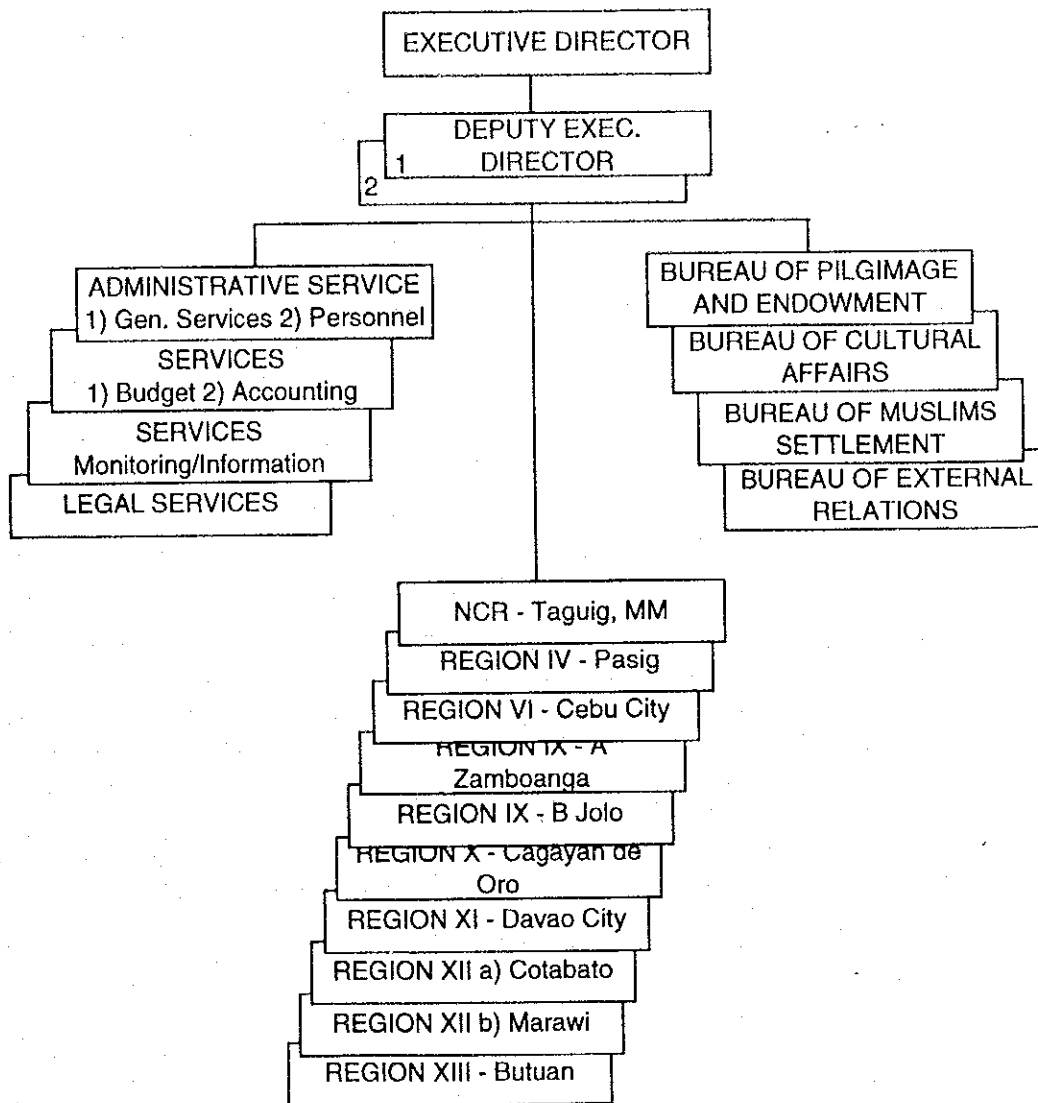 EXECUTIVE DIRECTOR
DEPUTY EXEC.
DIRECTOR
1
2
ADMINISTRATIVE SERVICE
1) Gen. Services 2) Personnel
SERVICES
1) Budget 2) Accounting
SERVICES
Monitoring/Information
LEGAL SERVICES
BUREAU OF PILGIMAGE
AND ENDOWMENT
BUREAU OF CULTURAL
AFFAIRS
BUREAU OF MUSLIMS
SETTLEMENT
BUREAU OF EXTERNAL
RELATIONS
NCR - Taguig, MM
REGION IV - Pasig
REGION VI - Cebu City
REGION IX - A
Zamboanga
REGION IX - B Jolo
REGION X - Cagayan de
Oro
REGION XI - Davao City
REGION XII a) Cotabato
REGION XII b) Marawi
REGION XIII - Butuan